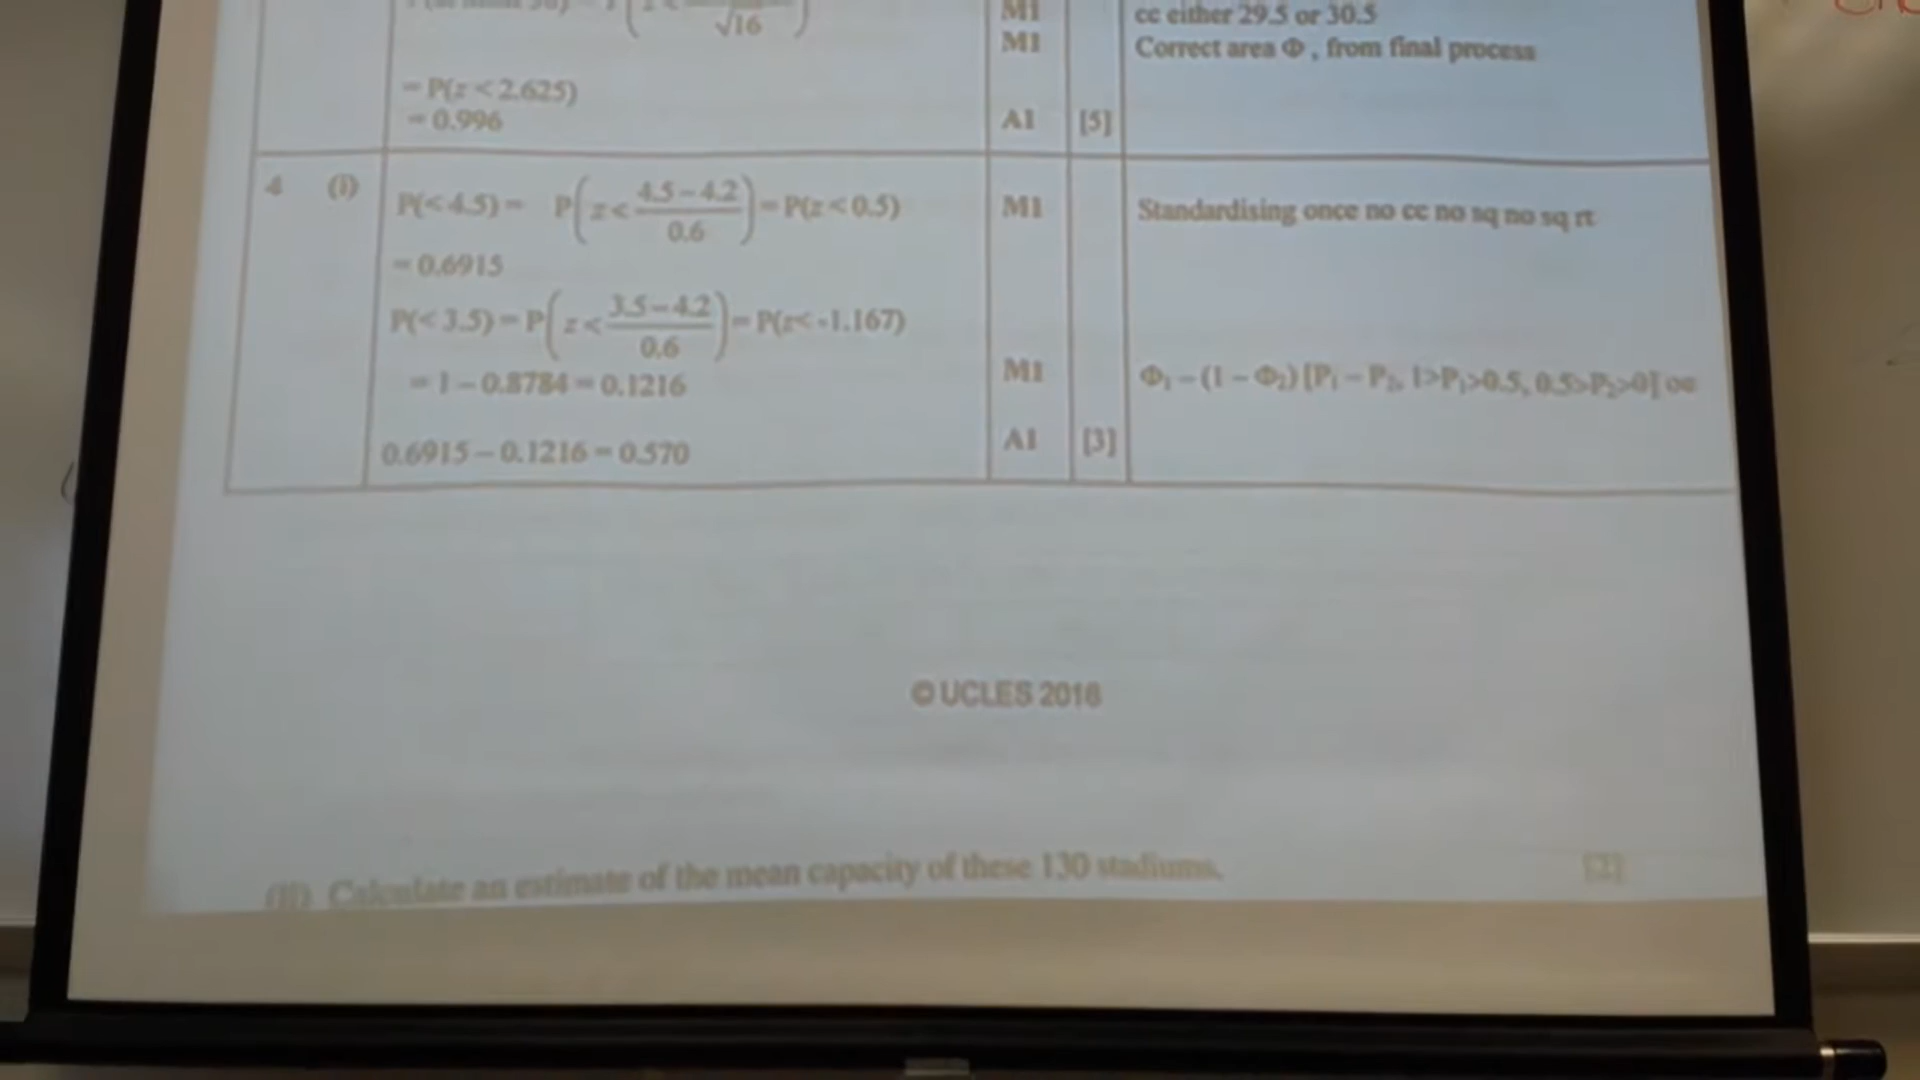 √16
M1
cc either 29.5 or 30.5
M1
Correct area Φ, from final process
= P(z < 2.625)
= 0.996
A1 [5]
4 (i)
P(< 4.5) = P(z < (4.5 – 4.2)/0.6) = P(z < 0.5)
M1
Standardising once no cc no sq no sq rt
= 0.6915
P(< 3.5) = P(z < (3.5 – 4.2)/0.6) = P(z < -1.167)
= 1 – 0.8784 = 0.1216
M1
Φ₁ – (1 – Φ₂) [P₁ – P₂, 1>P₁>0.5, 0.5>P₂>0] oe
0.6915 – 0.1216 = 0.570
A1 [3]
© UCLES 2016
(ii) Calculate an estimate of the mean capacity of these 130 stadiums. [2]